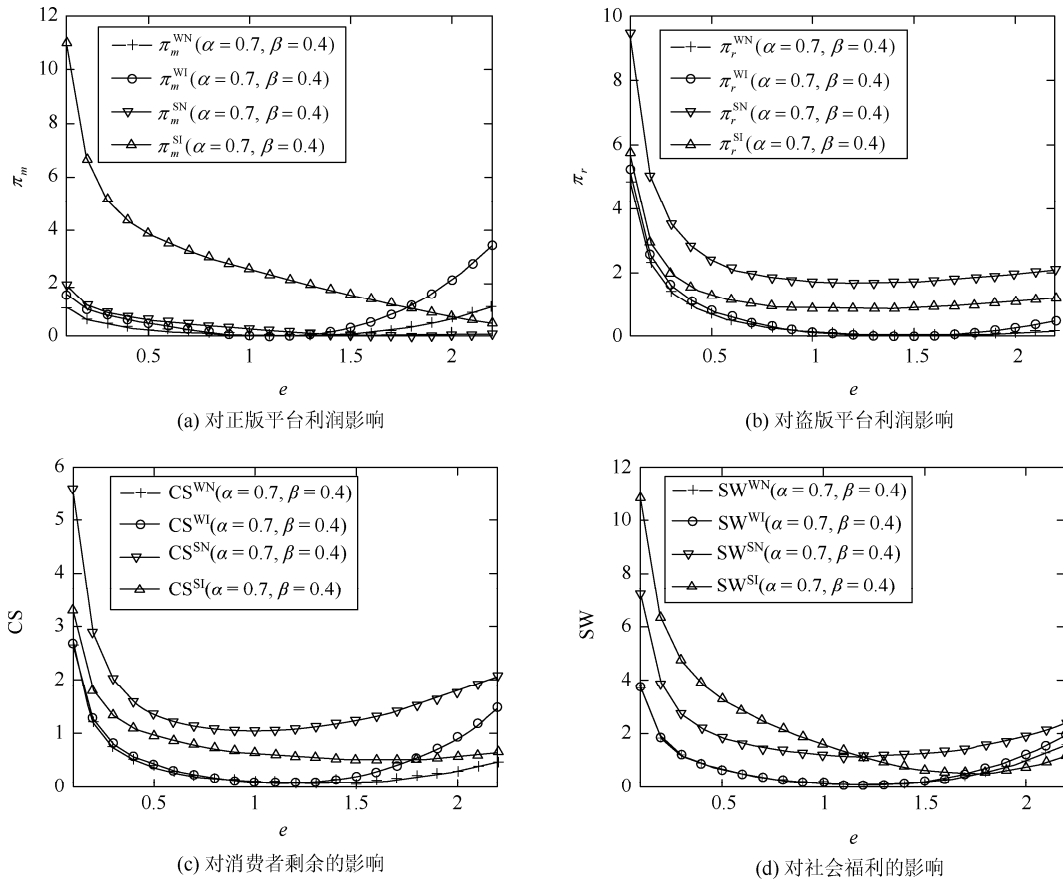 12
10
8
6
4
2
0
π_m
π_m^WN(α=0.7, β=0.4)
π_m^WI(α=0.7, β=0.4)
π_m^SN(α=0.7, β=0.4)
π_m^SI(α=0.7, β=0.4)
0.5
1
1.5
2
e
(a) 对正版平台利润影响
10
8
6
4
2
0
π_r
π_r^WN(α=0.7, β=0.4)
π_r^WI(α=0.7, β=0.4)
π_r^SN(α=0.7, β=0.4)
π_r^SI(α=0.7, β=0.4)
0.5
1
1.5
2
e
(b) 对盗版平台利润影响
6
5
4
3
2
1
0
CS
CS^WN(α=0.7, β=0.4)
CS^WI(α=0.7, β=0.4)
CS^SN(α=0.7, β=0.4)
CS^SI(α=0.7, β=0.4)
0.5
1
1.5
2
e
(c) 对消费者剩余的影响
12
10
8
6
4
2
0
SW
SW^WN(α=0.7, β=0.4)
SW^WI(α=0.7, β=0.4)
SW^SN(α=0.7, β=0.4)
SW^SI(α=0.7, β=0.4)
0.5
1
1.5
2
e
(d) 对社会福利的影响